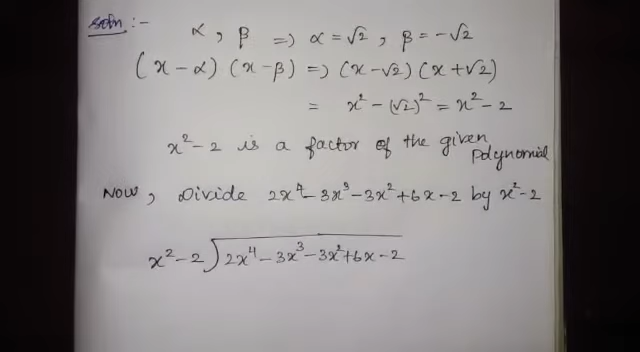 Soln :-
α , β => α = √2 , β = -√2
(x - α) (x - β) => (x - √2) (x + √2)
= x² - (√2)² = x² - 2
x² - 2 is a factor of the given polynomial
Now , Divide 2x⁴ - 3x³ - 3x² + 6x - 2 by x² - 2
x² - 2 ) 2x⁴ - 3x³ - 3x² + 6x - 2